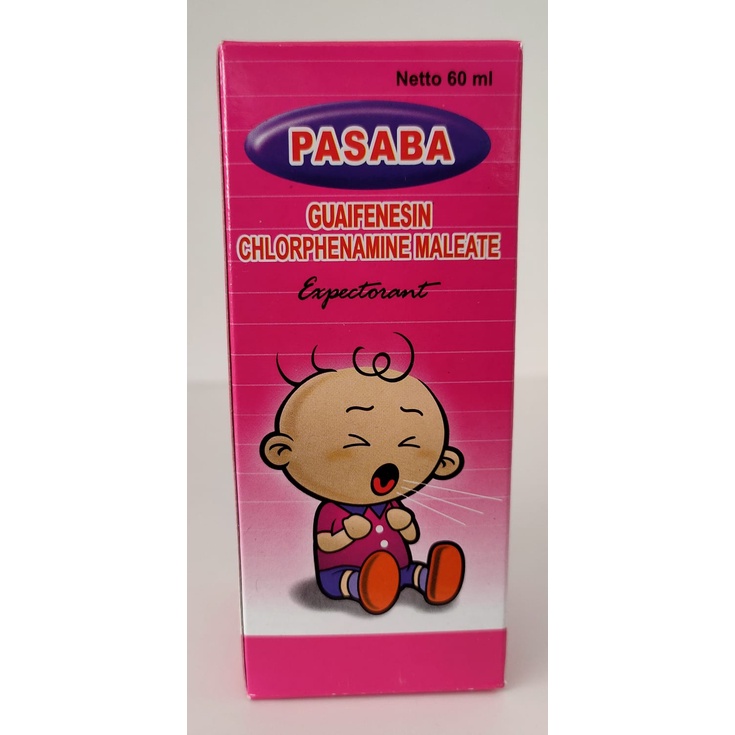 Netto 60 ml
PASABA
GUAIFENESIN
CHLORPHENAMINE MALEATE
Expectorant